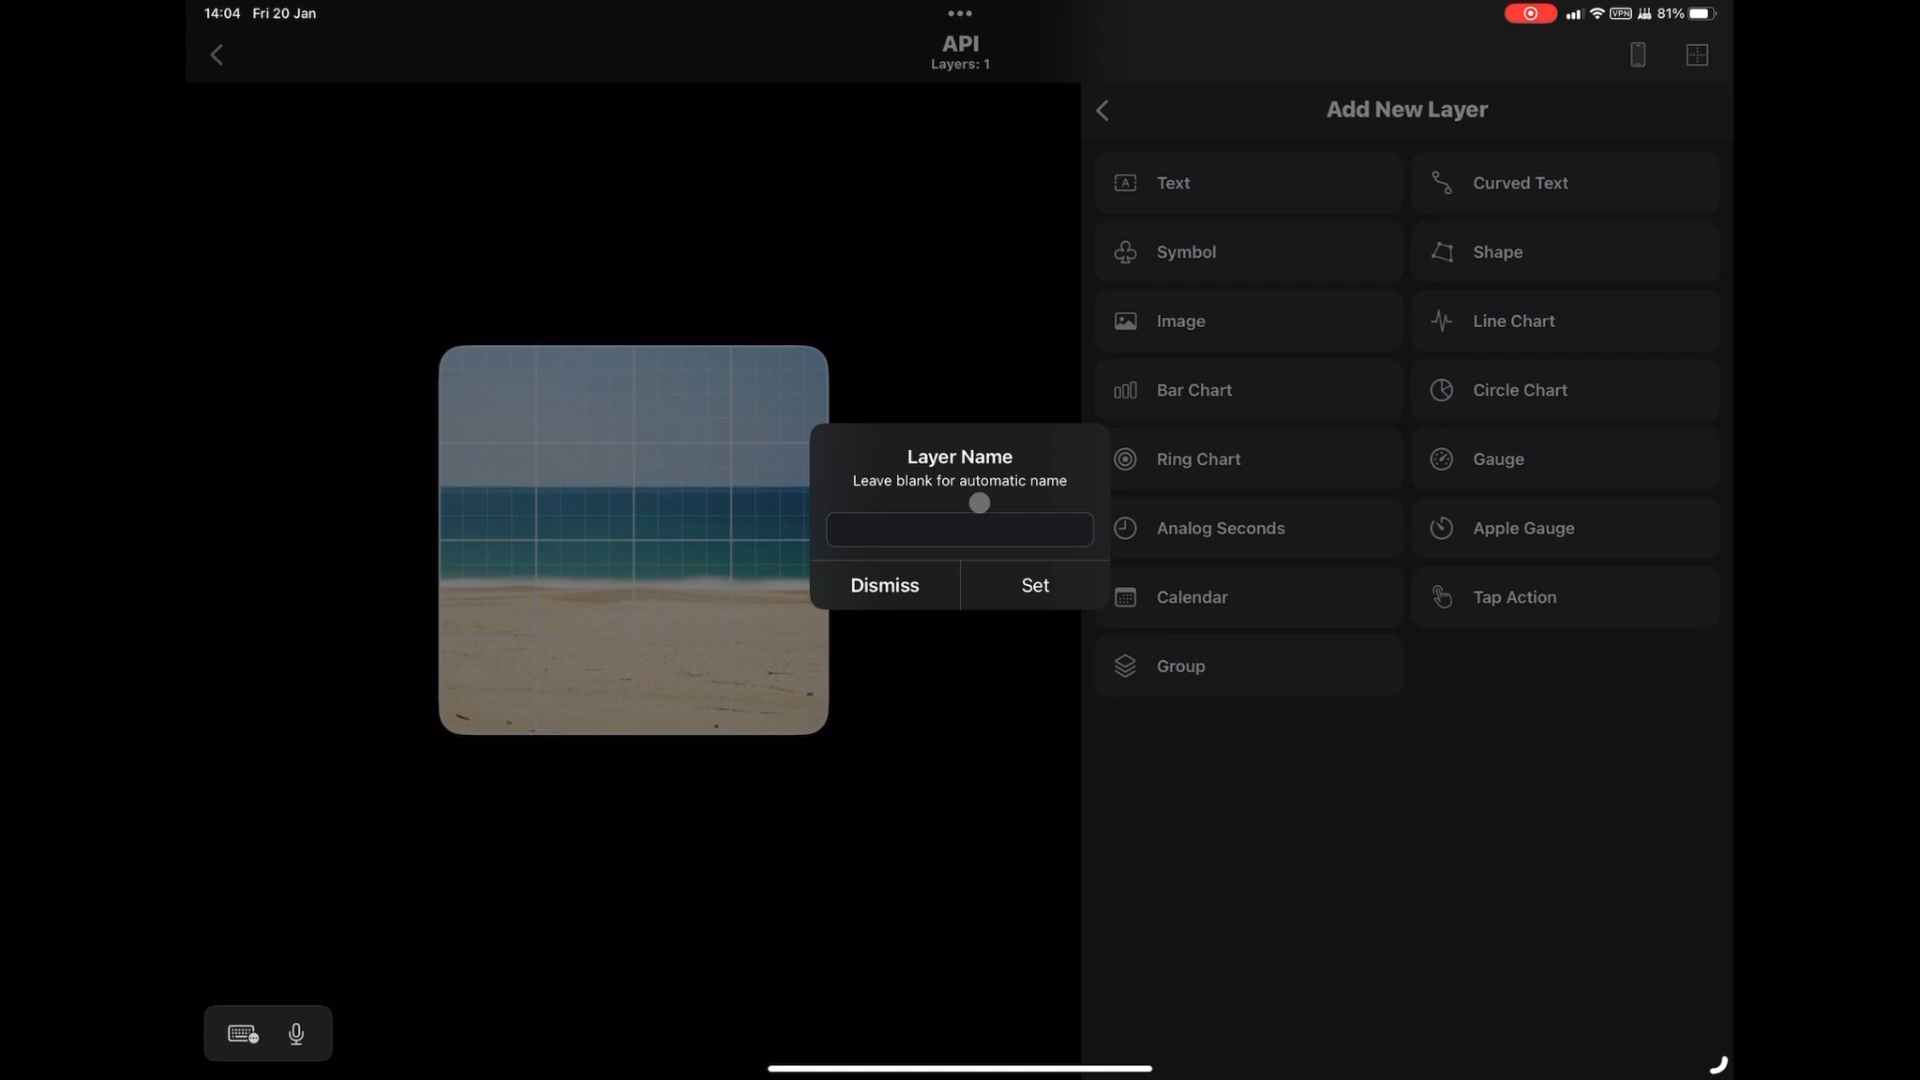 14:04 Fri 20 Jan
VPN 81%
API
Layers: 1
Add New Layer
A Text
Curved Text
Symbol
Shape
Image
Line Chart
Bar Chart
Circle Chart
Layer Name
Leave blank for automatic name
Dismiss Set
Ring Chart
Gauge
Analog Seconds
Apple Gauge
Calendar
Tap Action
Group